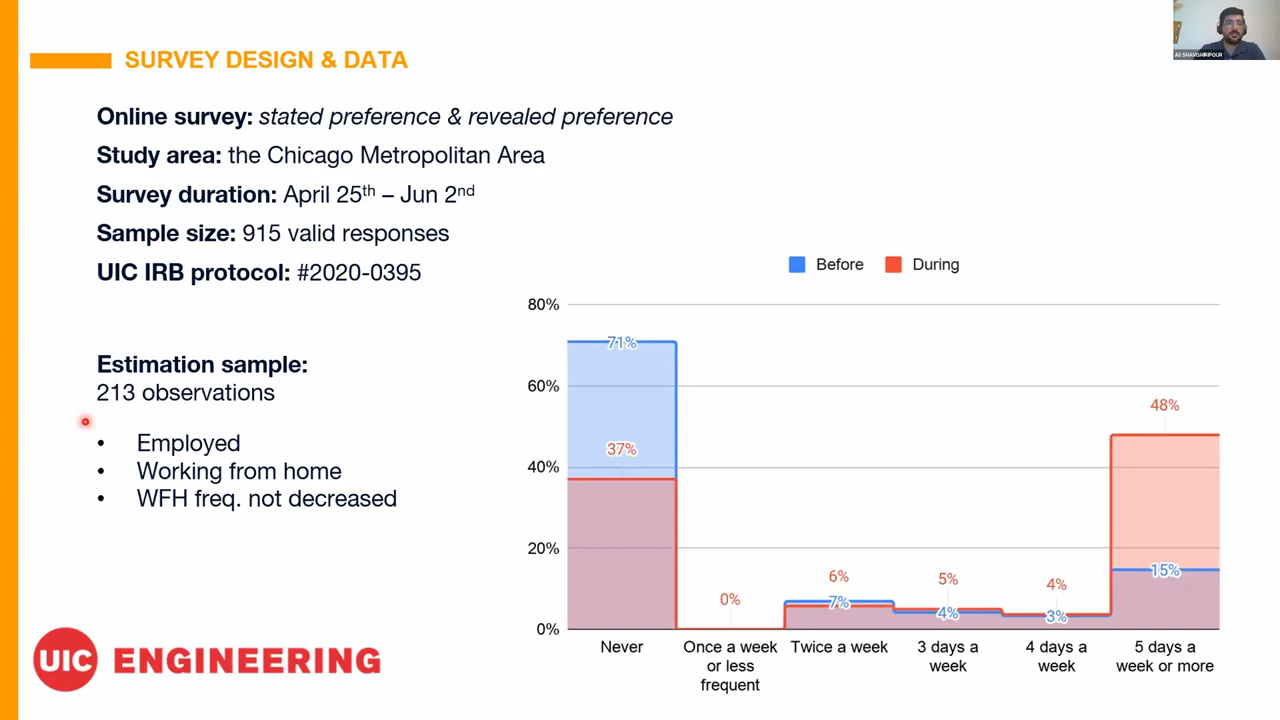 SURVEY DESIGN & DATA
Ali SHAMSHIRIPOUR
Online survey: stated preference & revealed preference
Study area: the Chicago Metropolitan Area
Survey duration: April 25th – Jun 2nd
Sample size: 915 valid responses
UIC IRB protocol: #2020-0395
Estimation sample:
213 observations
• Employed
• Working from home
• WFH freq. not decreased
Before During
80%
60%
40%
20%
0%
71%
37%
0%
6%
7%
5%
4%
4%
3%
48%
15%
Never
Once a week
or less
frequent
Twice a week
3 days a
week
4 days a
week
5 days a
week or more
UIC ENGINEERING